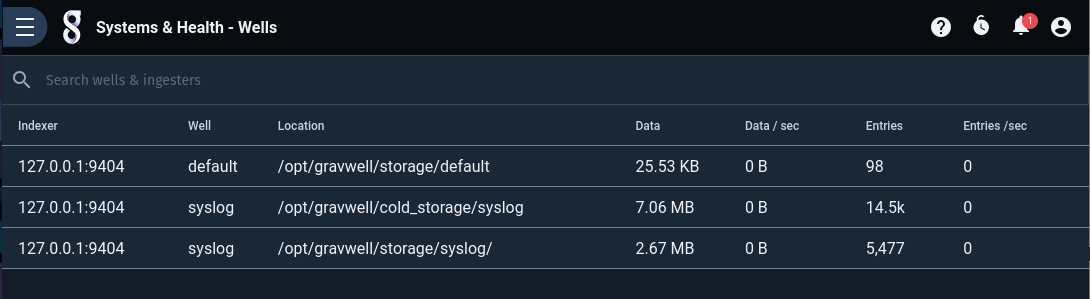 Systems & Health - Wells
1
Search wells & ingesters
Indexer Well Location Data Data / sec Entries Entries /sec
127.0.0.1:9404 default /opt/gravwell/storage/default 25.53 KB 0 B 98 0
127.0.0.1:9404 syslog /opt/gravwell/cold_storage/syslog 7.06 MB 0 B 14.5k 0
127.0.0.1:9404 syslog /opt/gravwell/storage/syslog/ 2.67 MB 0 B 5,477 0